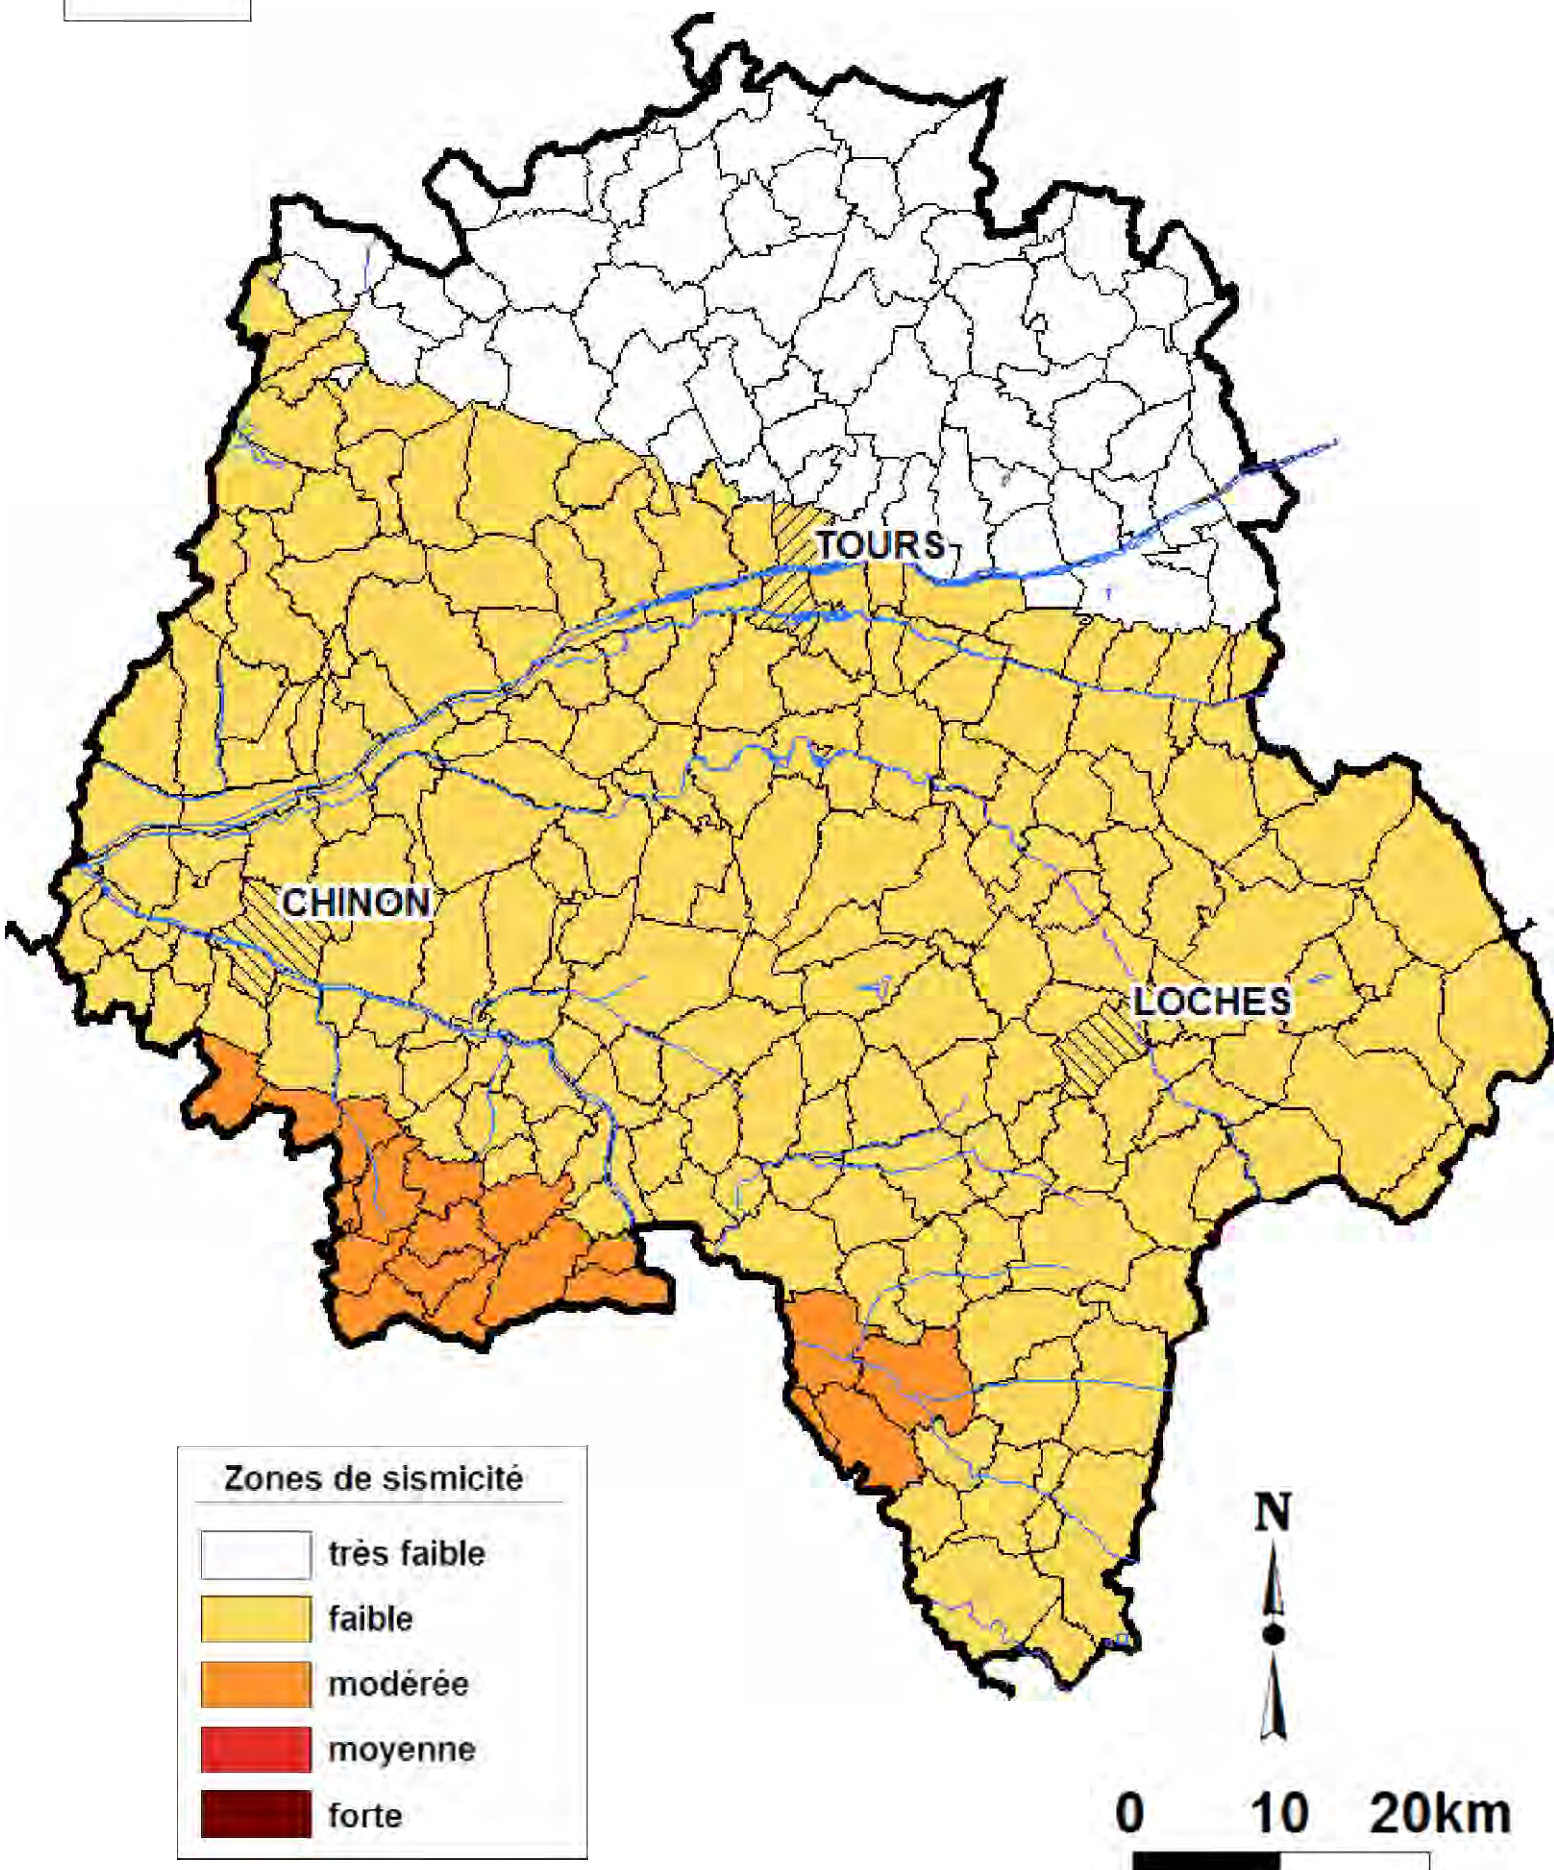 TOURS
CHINON
LOCHES
Zones de sismicité
très faible
faible
modérée
moyenne
forte
N
0 10 20km